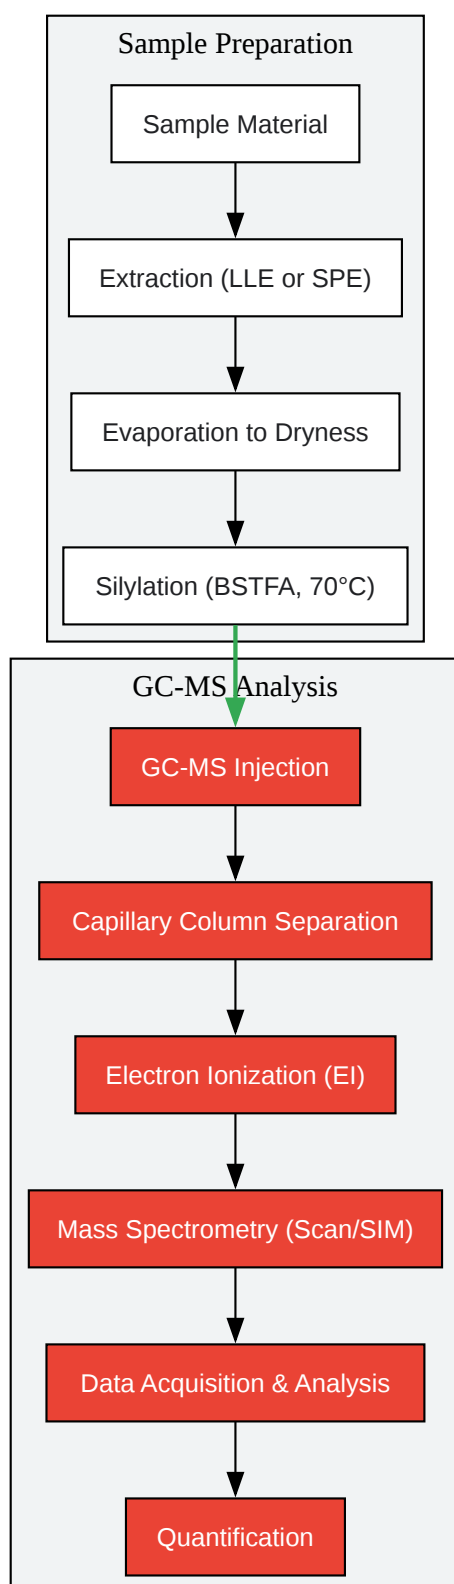 Sample Preparation
Sample Material
Extraction (LLE or SPE)
Evaporation to Dryness
Silylation (BSTFA, 70°C)
GC-MS Analysis
GC-MS Injection
Capillary Column Separation
Electron Ionization (EI)
Mass Spectrometry (Scan/SIM)
Data Acquisition & Analysis
Quantification